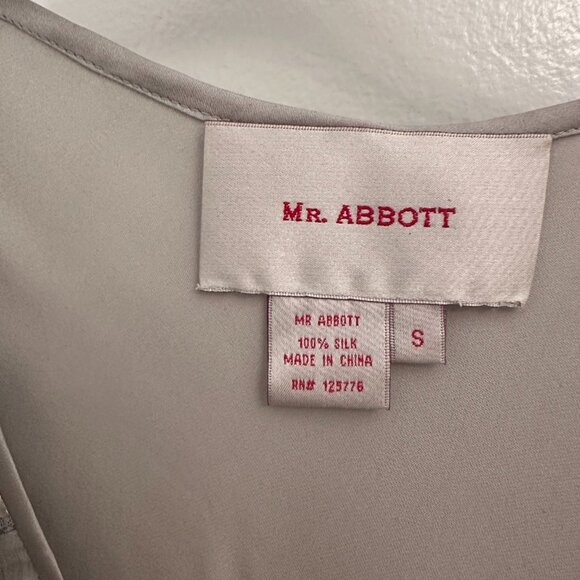 MR. ABBOTT
MR ABBOTT
100% SILK
MADE IN CHINA
RN# 125776
S